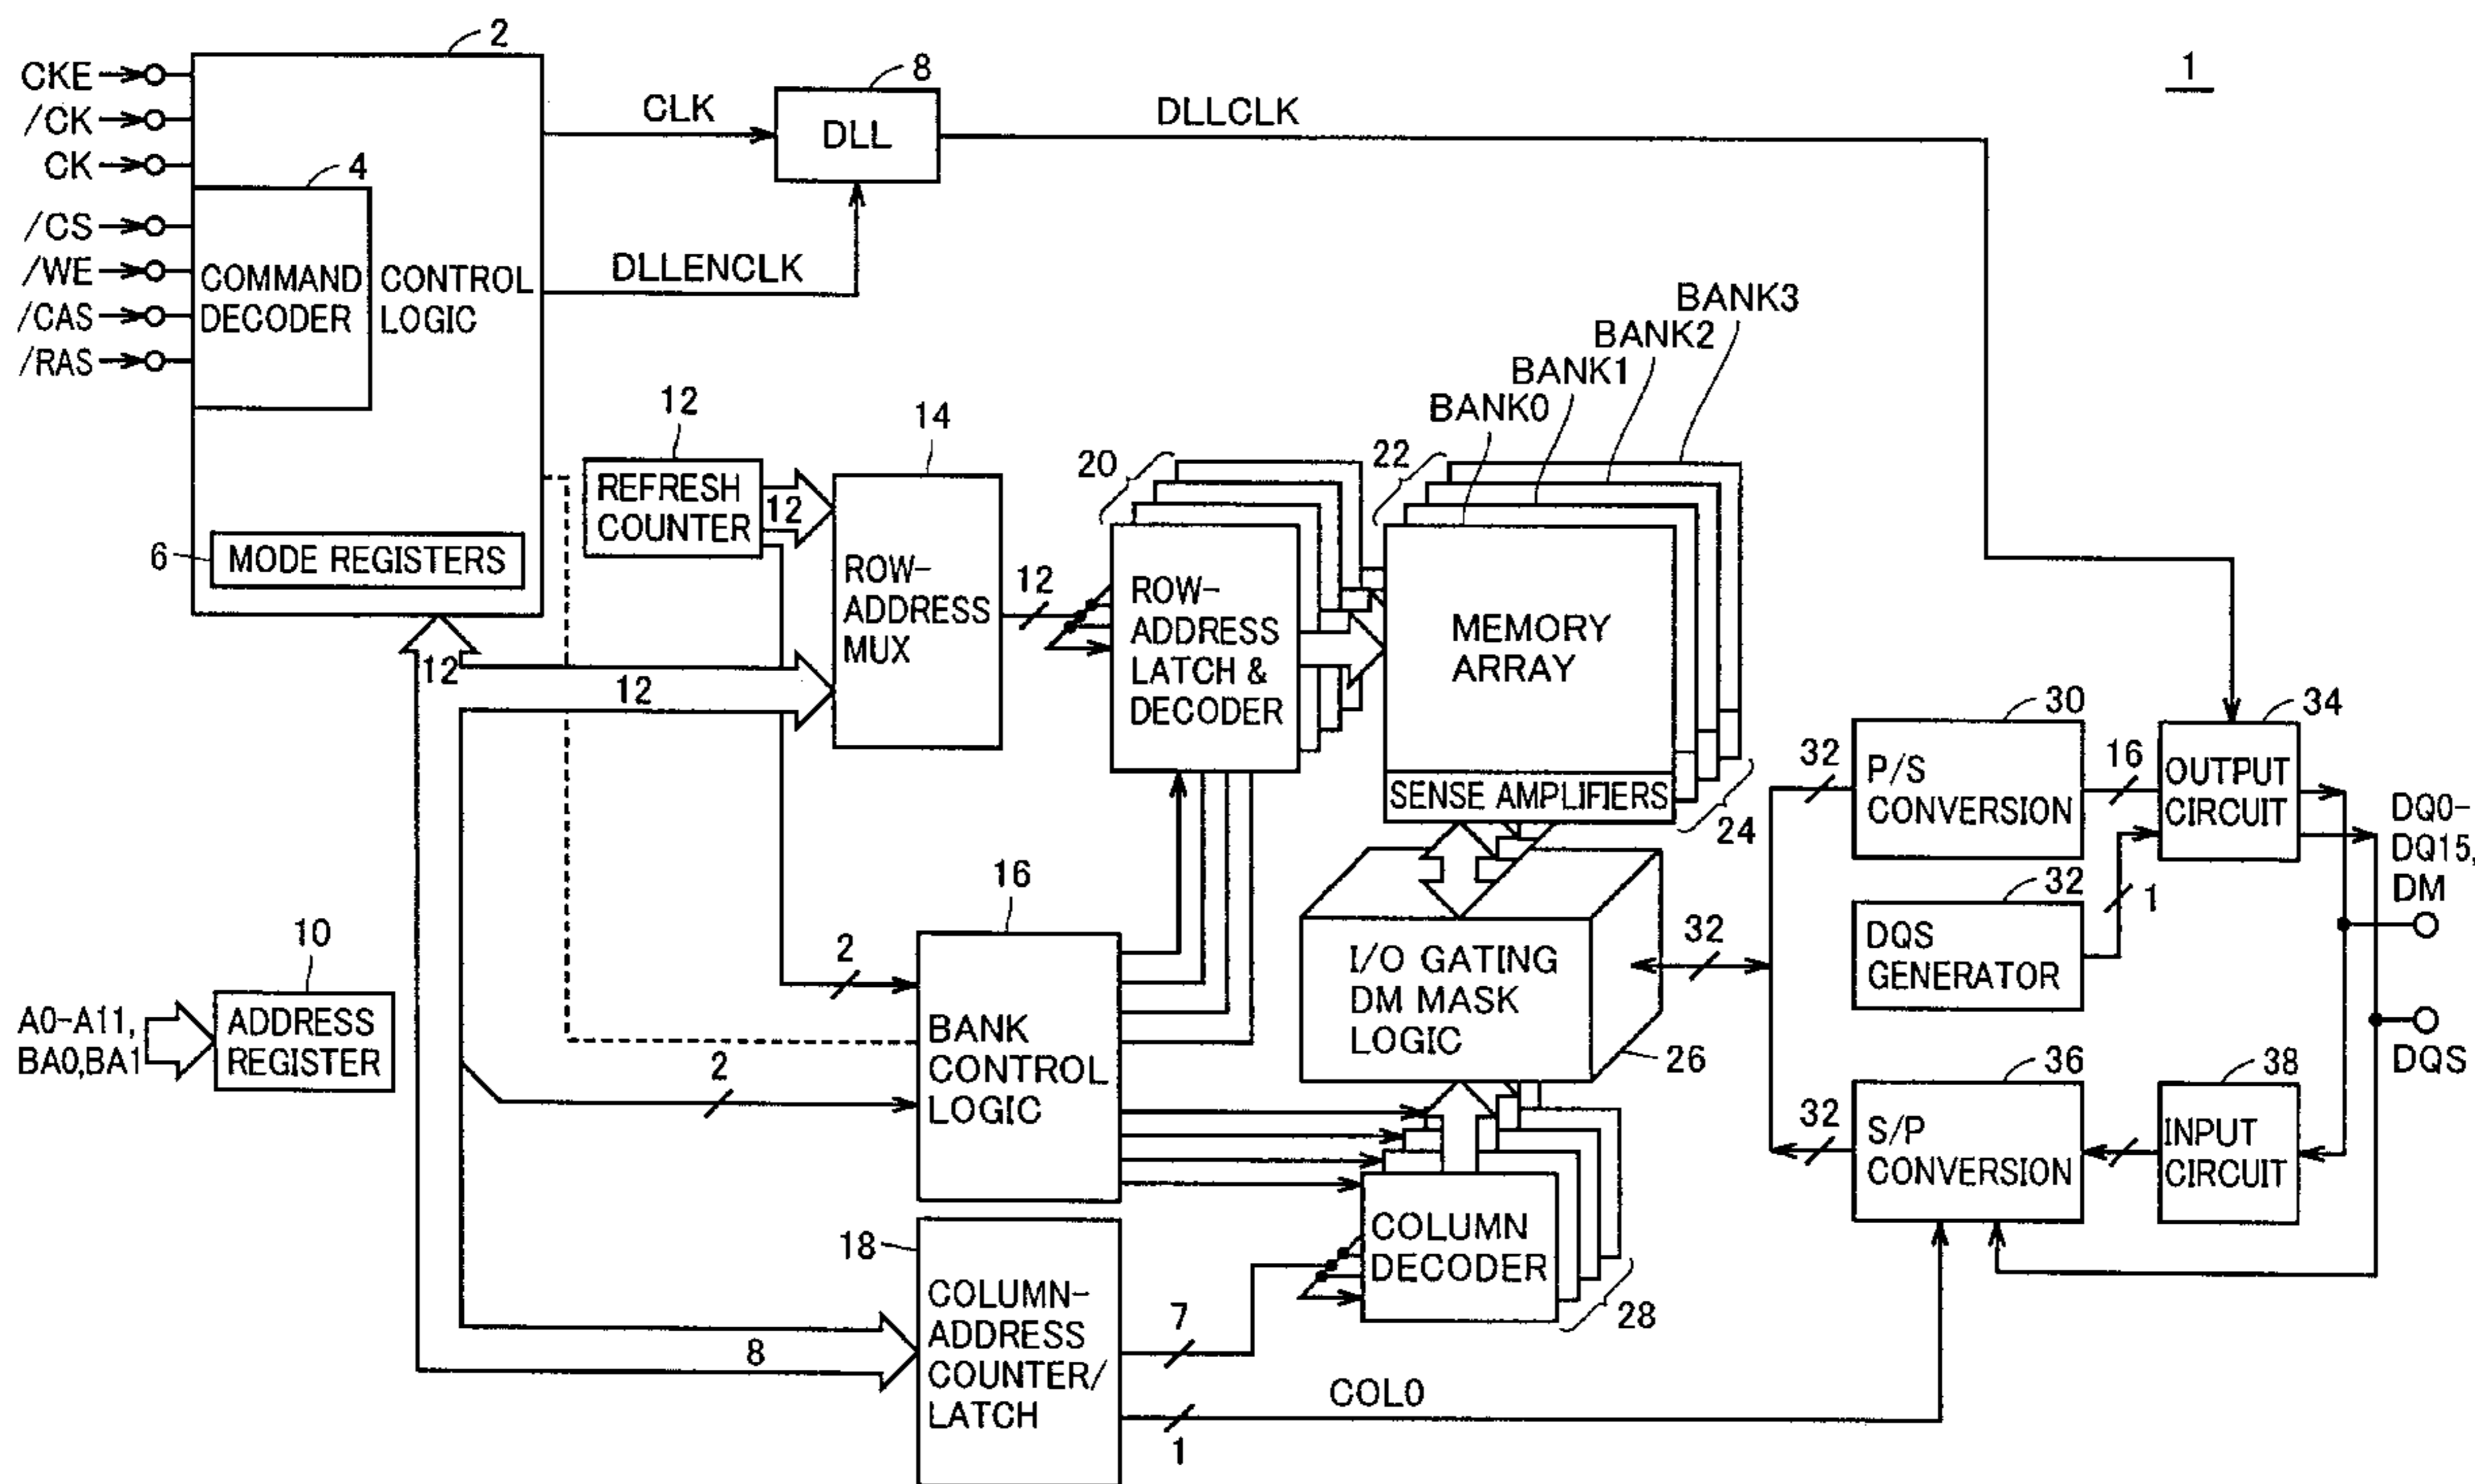 1
2
CKE
/CK
CK
/CS
/WE
/CAS
/RAS
4
COMMAND
DECODER
CONTROL
LOGIC
6
MODE REGISTERS
CLK
8
DLL
DLLCLK
DLLENCLK
12
REFRESH
COUNTER
12
14
ROW-
ADDRESS
MUX
12
12
12
20
ROW-
ADDRESS
LATCH &
DECODER
22
BANK0
BANK1
BANK2
BANK3
MEMORY
ARRAY
SENSE AMPLIFIERS
24
10
A0-A11,
BA0,BA1
ADDRESS
REGISTER
16
2
2
BANK
CONTROL
LOGIC
I/O GATING
DM MASK
LOGIC
26
32
18
COLUMN-
ADDRESS
COUNTER/
LATCH
8
7
1
COL0
COLUMN
DECODER
28
30
32
P/S
CONVERSION
16
34
OUTPUT
CIRCUIT
32
DQS
GENERATOR
1
36
32
S/P
CONVERSION
38
INPUT
CIRCUIT
DQ0-
DQ15,
DM
DQS